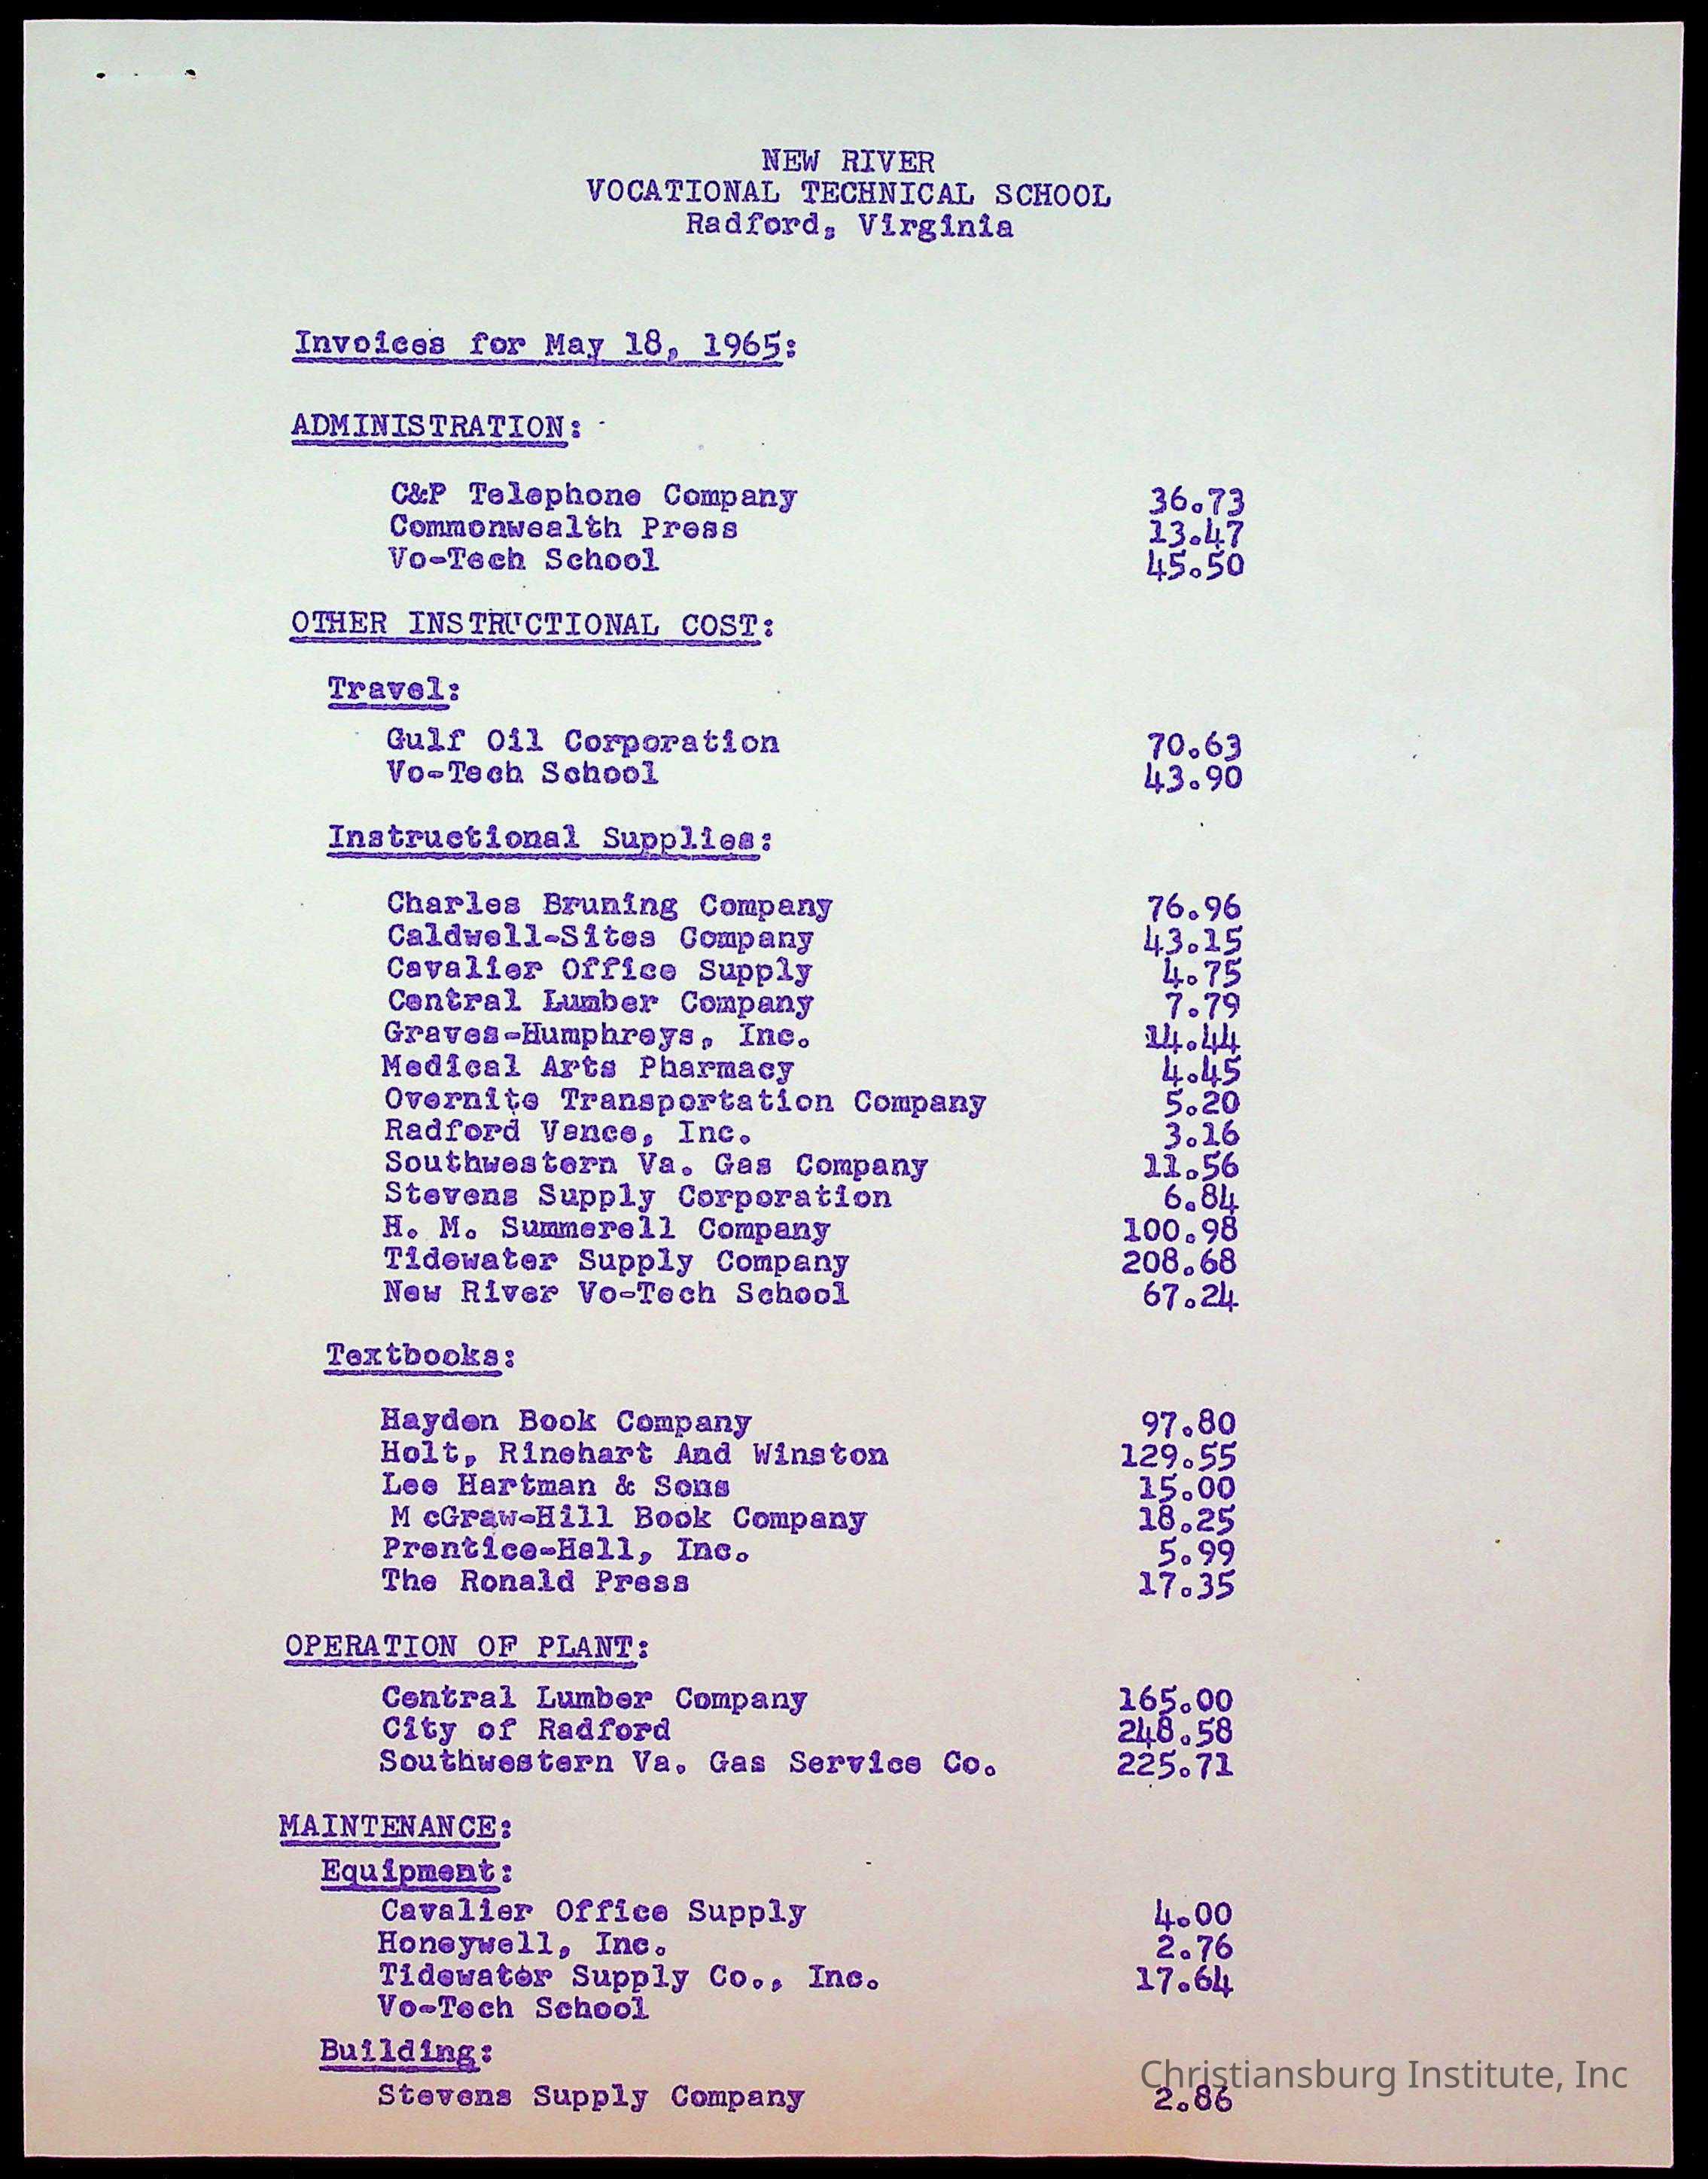 NEW RIVER
VOCATIONAL TECHNICAL SCHOOL
Radford, Virginia
Invoices for May 18, 1965:
ADMINISTRATION:
C&P Telephone Company 36.73
Commonwealth Press 13.47
Vo-Tech School 45.50
OTHER INSTRUCTIONAL COST:
Travel:
Gulf Oil Corporation 70.63
Vo-Tech School 43.90
Instructional Supplies:
Charles Bruning Company 76.96
Caldwell-Sites Company 43.15
Cavalier Office Supply 4.75
Central Lumber Company 7.79
Graves-Humphreys, Inc. 14.44
Medical Arts Pharmacy 4.45
Overnite Transportation Company 5.20
Radford Vance, Inc. 3.16
Southwestern Va. Gas Company 11.56
Stevens Supply Corporation 6.84
H. M. Summerell Company 100.98
Tidewater Supply Company 208.68
New River Vo-Tech School 67.24
Textbooks:
Hayden Book Company 97.80
Holt, Rinehart And Winston 129.55
Lee Hartman & Sons 15.00
M cGraw-Hill Book Company 18.25
Prentice-Hall, Inc. 5.99
The Ronald Press 17.35
OPERATION OF PLANT:
Central Lumber Company 165.00
City of Radford 248.58
Southwestern Va. Gas Service Co. 225.71
MAINTENANCE:
Equipment:
Cavalier Office Supply 4.00
Honeywell, Inc. 2.76
Tidewater Supply Co., Inc. 17.64
Vo-Tech School
Building:
Stevens Supply Company 2.86
Christiansburg Institute, Inc